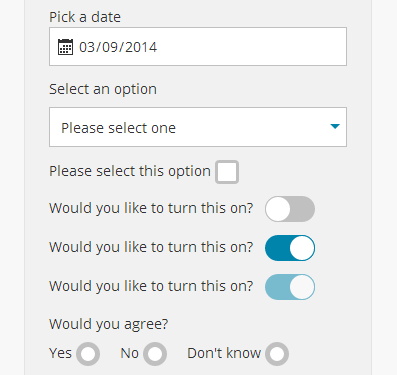 Pick a date
03/09/2014
Select an option
Please select one
Please select this option
Would you like to turn this on?
Would you like to turn this on?
Would you like to turn this on?
Would you agree?
Yes No Don't know